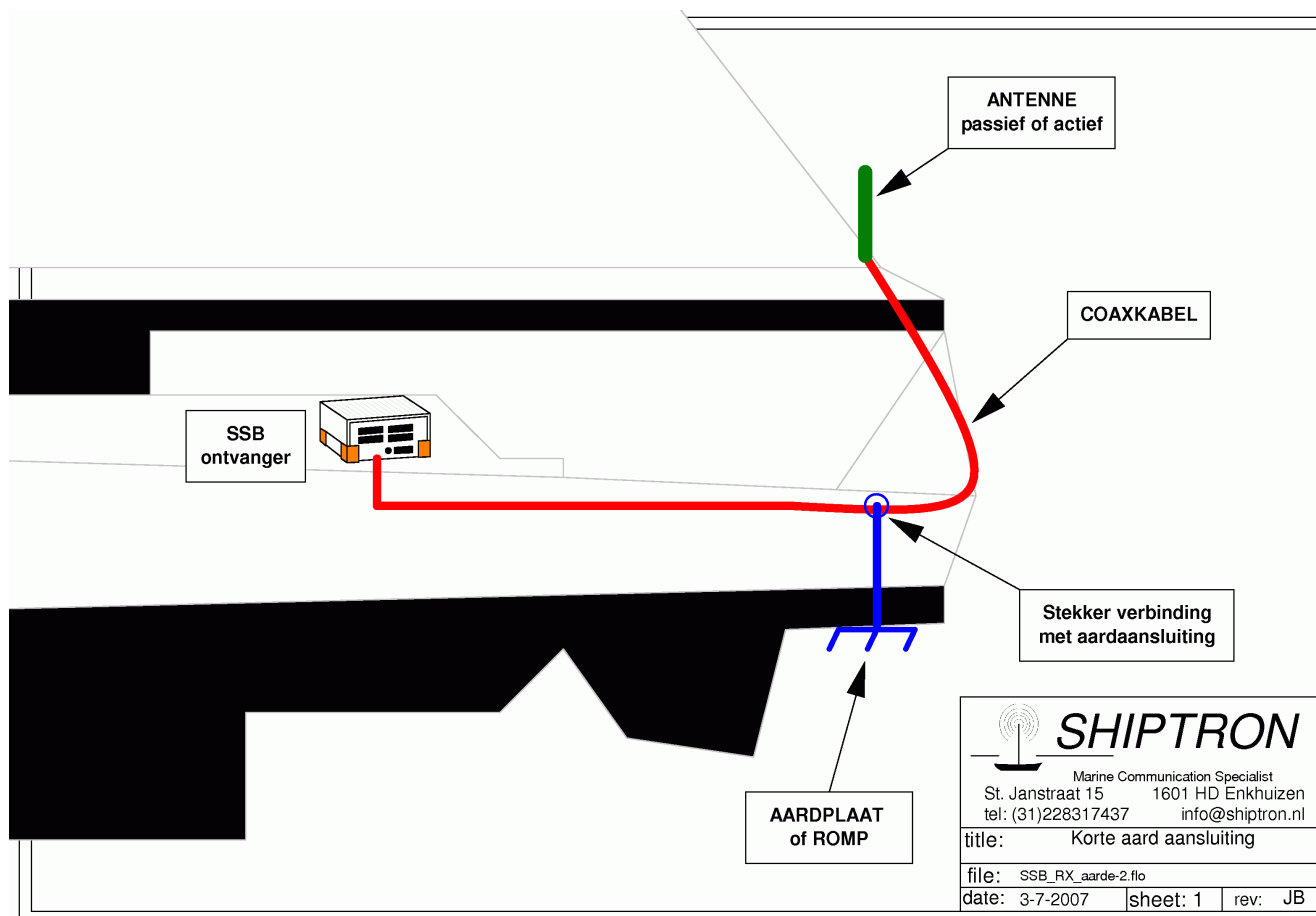 ANTENNE
passief of actief
COAXKABEL
SSB
ontvanger
Stekker verbinding
met aardaansluiting
AARDPLAAT
of ROMP
SHIPTRON
Marine Communication Specialist
St. Janstraat 15 1601 HD Enkhuizen
tel: (31)228317437 info@shiptron.nl
title: Korte aard aansluiting
file: SSB_RX_aarde-2.flo
date: 3-7-2007 sheet: 1 rev: JB